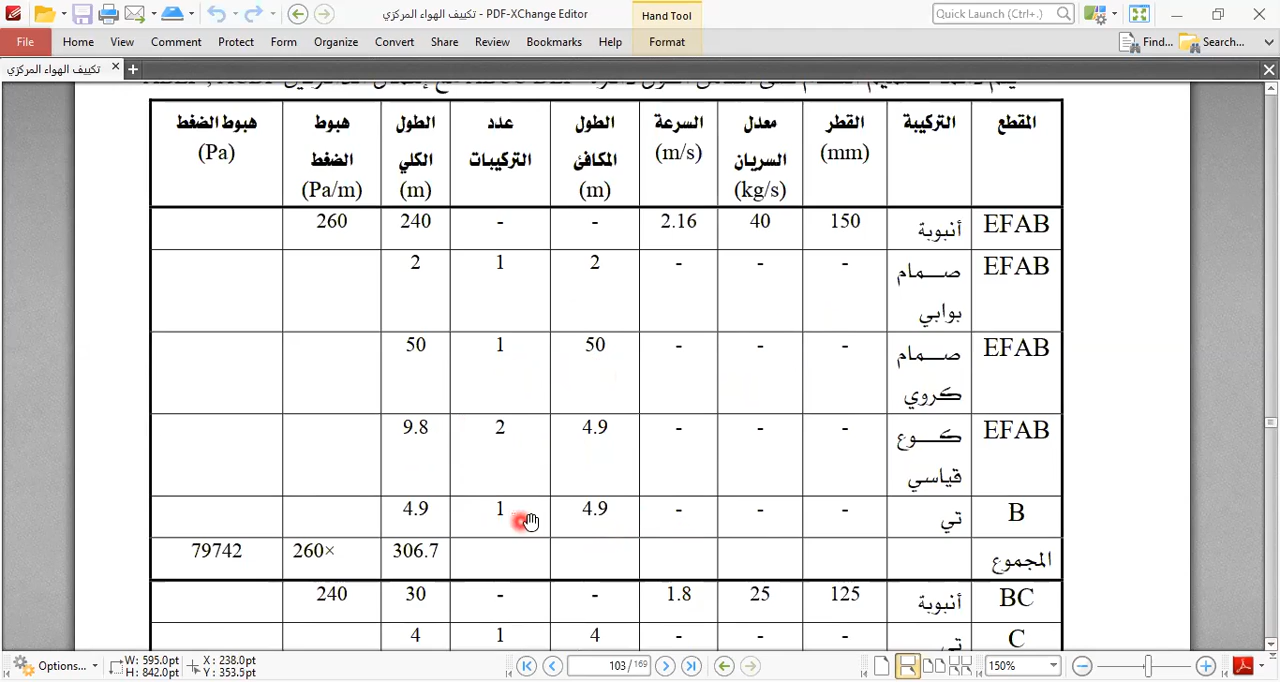 تكييف الهواء المركزي - PDF-XChange Editor
Hand Tool
Quick Launch (Ctrl+.)
File Home View Comment Protect Form Organize Convert Share Review Bookmarks Help Format
Find... Search...
تكييف الهواء المركزي
المقطع التركيبة القطر (mm) معدل السريان (kg/s) السرعة (m/s) الطول المكافئ (m) عدد التركيبات الطول الكلي (m) هبوط الضغط (Pa/m) هبوط الضغط (Pa)
EFAB أنبوبة 150 40 2.16 - - 240 260
EFAB صمام بوابي - - - 2 1 2
EFAB صمام كروي - - - 50 1 50
EFAB كوع قياسي - - - 4.9 2 9.8
B تي - - - 4.9 1 4.9
المجموع 306.7 260× 79742
BC أنبوبة 125 25 1.8 - - 30 240
C تي - - - 4 1 4
Options...
W: 595.0pt
H: 842.0pt
X: 238.0pt
Y: 353.5pt
103 / 169
150%